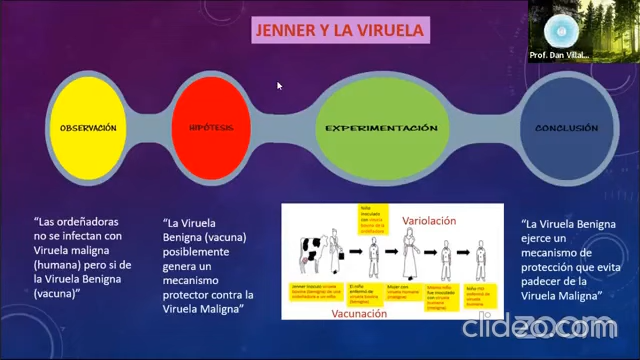 JENNER Y LA VIRUELA
Prof. Dan Villal...
OBSERVACIÓN
HIPÓTESIS
EXPERIMENTACIÓN
CONCLUSIÓN
"Las ordeñadoras
no se infectan con
Viruela maligna
(humana) pero si de
la Viruela Benigna
(vacuna)"
"La Viruela
Benigna (vacuna)
posiblemente
genera un
mecanismo
protector contra la
Viruela Maligna"
Niño
inoculado
Variolación
Vacunación
"La Viruela Benigna
ejerce un
mecanismo de
protección que evita
padecer de la
Viruela Maligna"
clideo.com
zoom